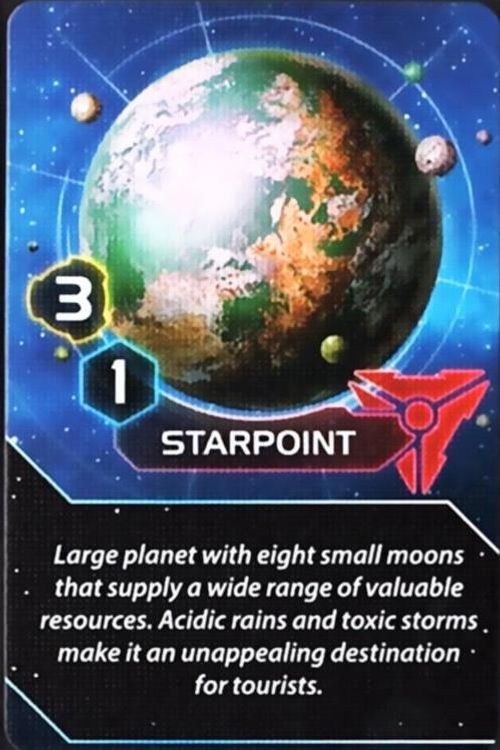 3
1
STARPOINT
Large planet with eight small moons
that supply a wide range of valuable
resources. Acidic rains and toxic storms
make it an unappealing destination
for tourists.